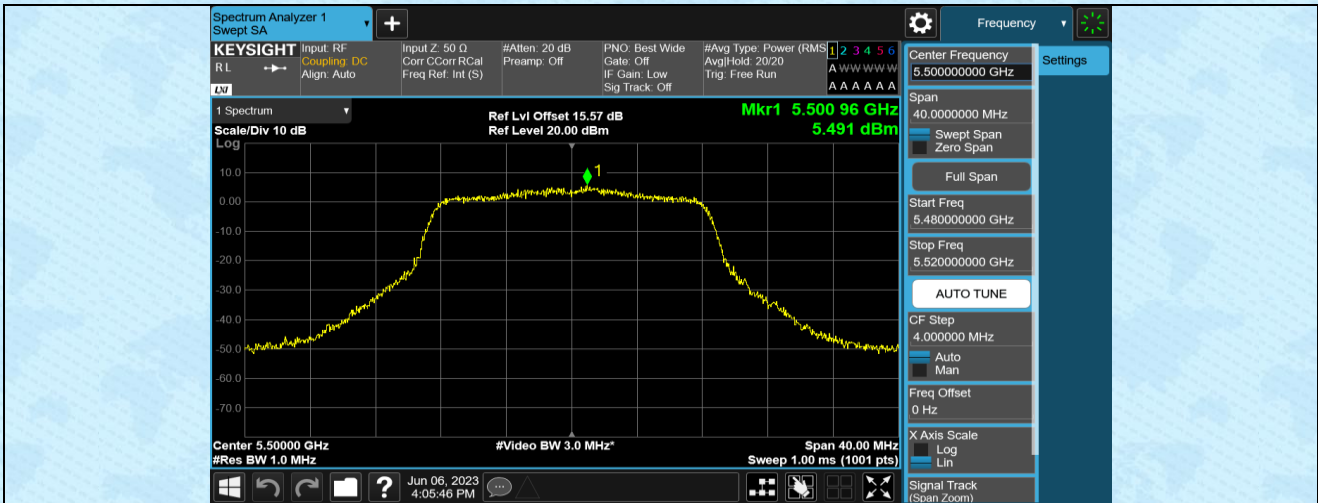 Spectrum Analyzer 1
Swept SA
Frequency
KEYSIGHT
RL
LXI
Input: RF
Coupling: DC
Align: Auto
Input Z: 50 Ω
Corr CCorr RCal
Freq Ref: Int (S)
#Atten: 20 dB
Preamp: Off
PNO: Best Wide
Gate: Off
IF Gain: Low
Sig Track: Off
#Avg Type: Power (RMS
Avg|Hold: 20/20
Trig: Free Run
1 2 3 4 5 6
A W W W W W
A A A A A A
1 Spectrum
Scale/Div 10 dB
Log
Ref Lvl Offset 15.57 dB
Ref Level 20.00 dBm
Mkr1 5.500 96 GHz
5.491 dBm
1
10.0
0.00
-10.0
-20.0
-30.0
-40.0
-50.0
-60.0
-70.0
Center 5.50000 GHz
#Res BW 1.0 MHz
#Video BW 3.0 MHz*
Span 40.00 MHz
Sweep 1.00 ms (1001 pts)
?
Jun 06, 2023
4:05:46 PM
Center Frequency
5.500000000 GHz
Span
40.0000000 MHz
Swept Span
Zero Span
Full Span
Start Freq
5.480000000 GHz
Stop Freq
5.520000000 GHz
AUTO TUNE
CF Step
4.000000 MHz
Auto
Man
Freq Offset
0 Hz
X Axis Scale
Log
Lin
Signal Track
(Span Zoom)
Settings